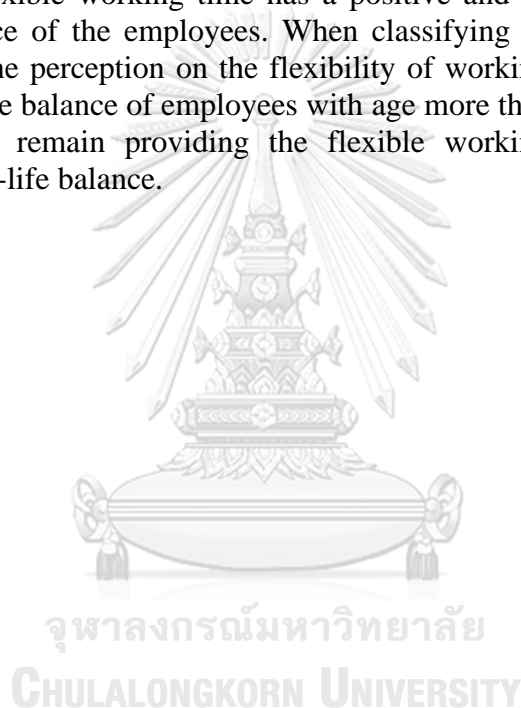 exible working time has a positive and
ce of the employees. When classifying
ne perception on the flexibility of workin
e balance of employees with age more th
remain providing the flexible workin
-life balance.
จุฬาลงกรณ์มหาวิทยาลัย
CHULALONGKORN UNIVERSITY